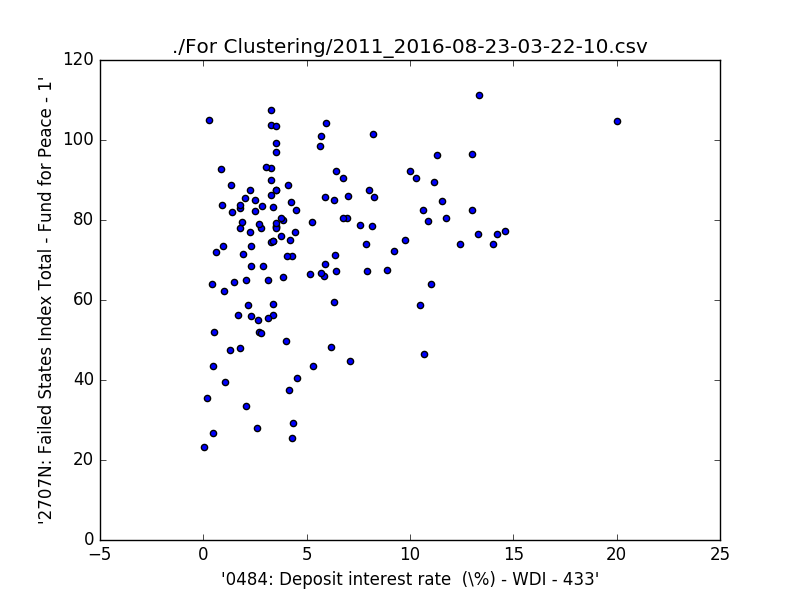 ./For Clustering/2011_2016-08-23-03-22-10.csv
'2707N: Failed States Index Total - Fund for Peace - 1'
120
100
80
60
40
20
0
−5 0 5 10 15 20 25
'0484: Deposit interest rate  (\%) - WDI - 433'